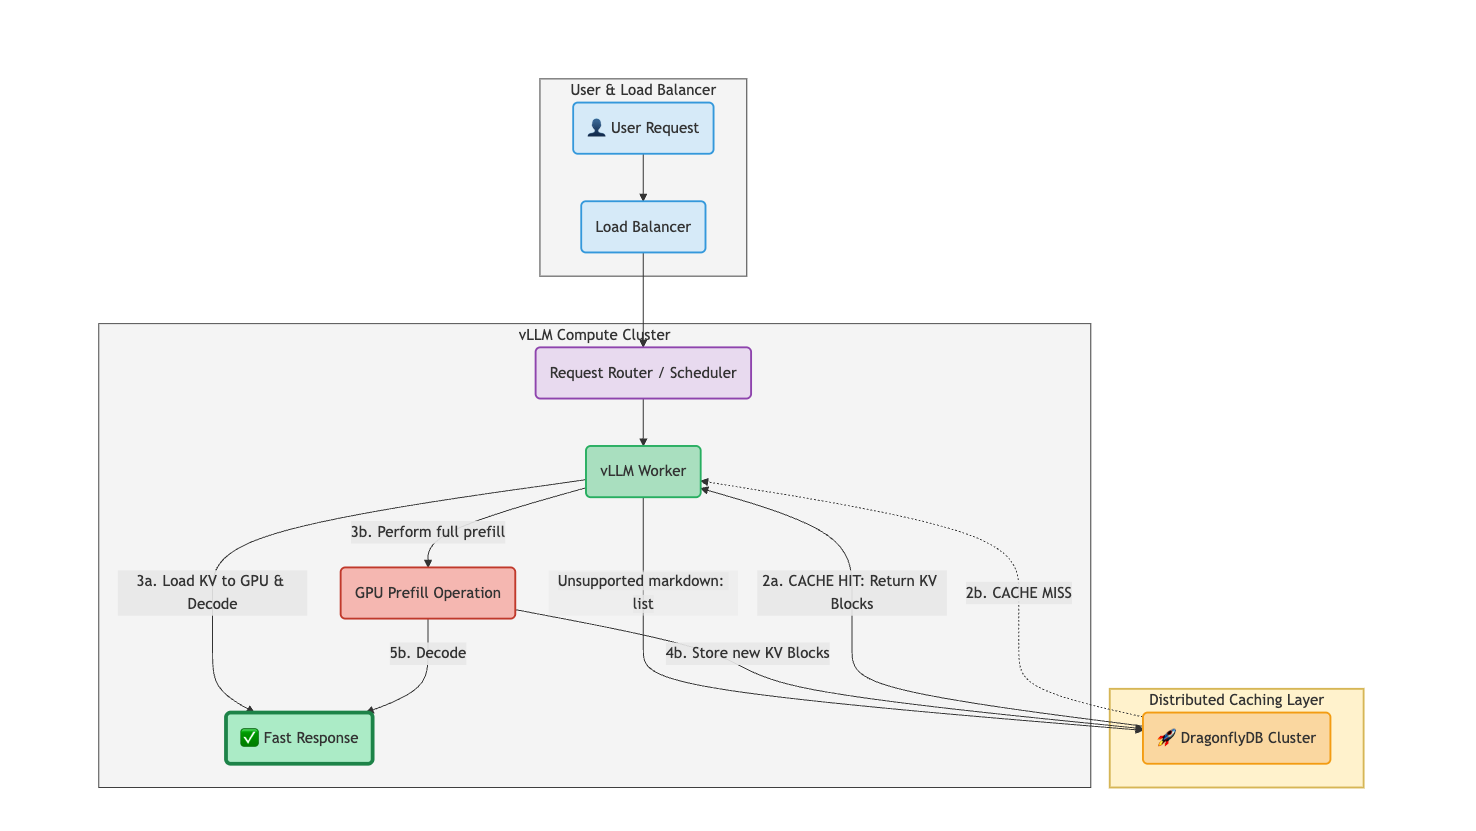 User & Load Balancer
👤 User Request
Load Balancer
vLLM Compute Cluster
Request Router / Scheduler
vLLM Worker
3b. Perform full prefill
3a. Load KV to GPU &
Decode
GPU Prefill Operation
Unsupported markdown:
list
2a. CACHE HIT: Return KV
Blocks
2b. CACHE MISS
5b. Decode
4b. Store new KV Blocks
✅ Fast Response
Distributed Caching Layer
🚀 DragonflyDB Cluster